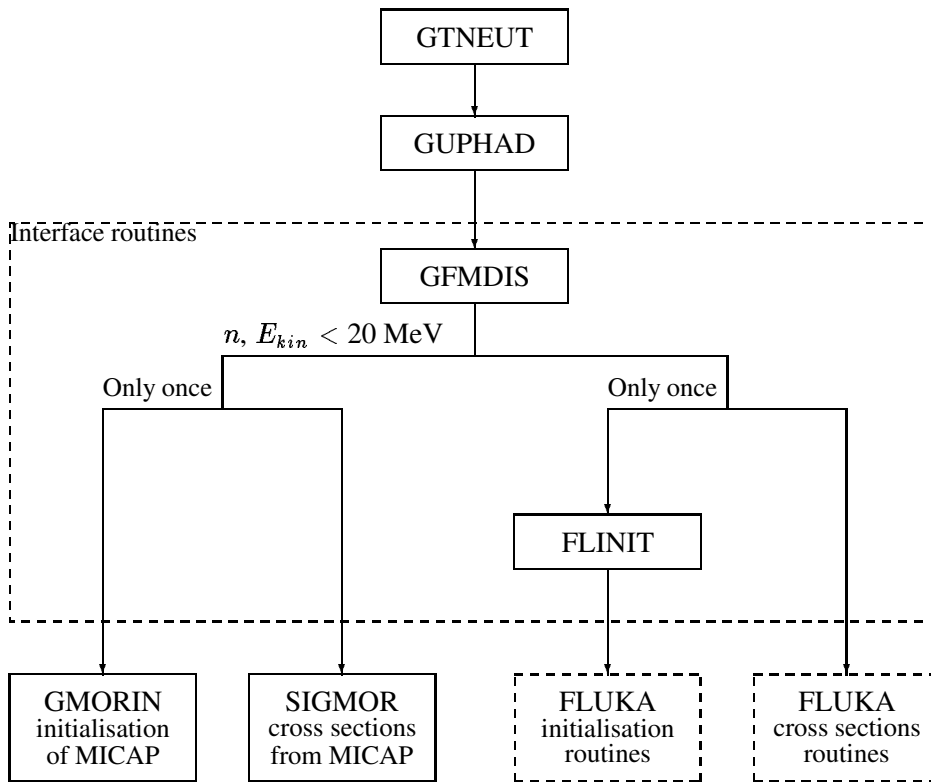 GTNEUT
GUPHAD
Interface routines
GFMDIS
n, E_kin < 20 MeV
Only once
Only once
FLINIT
GMORIN
initialisation
of MICAP
SIGMOR
cross sections
from MICAP
FLUKA
initialisation
routines
FLUKA
cross sections
routines